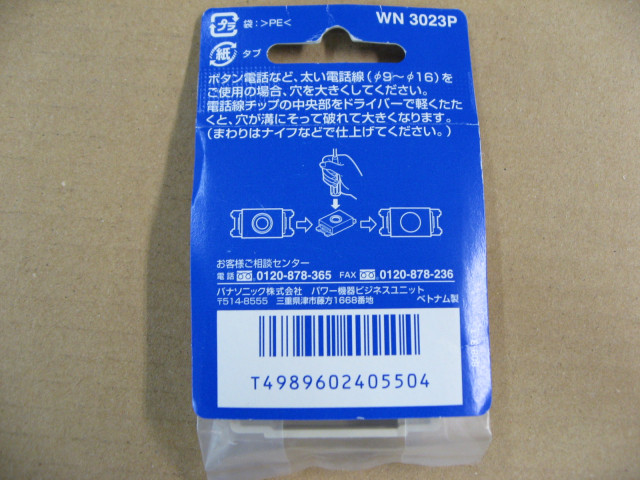 プラ 袋：>PE< WN 3023P
紙 タブ
ボタン電話など、太い電話線（φ9〜φ16）を
ご使用の場合、穴を大きくしてください。
電話線チップの中央部をドライバーで軽くたた
くと、穴が溝にそって破れて大きくなります。
（まわりはナイフなどで仕上げてください。）
お客様ご相談センター
電話 0120-878-365 FAX 0120-878-236
パナソニック株式会社 パワー機器ビジネスユニット
〒514-8555 三重県津市藤方1668番地 ベトナム製
T4989602405504